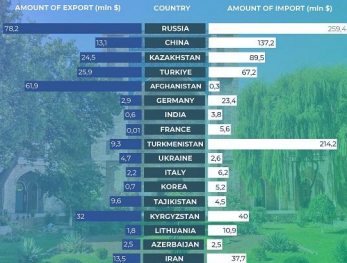 AMOUNT OF EXPORT (mln $) COUNTRY AMOUNT OF IMPORT (mln $)
78,2 RUSSIA 259,4
13,1 CHINA 137,2
24,5 KAZAKHSTAN 89,5
25,9 TURKIYE 67,2
61,9 AFGHANISTAN 0,3
2,9 GERMANY 23,4
0,6 INDIA 3,8
0,01 FRANCE 5,6
9,3 TURKMENISTAN 214,2
4,7 UKRAINE 2,6
2,2 ITALY 6,2
0,7 KOREA 5,2
9,6 TAJIKISTAN 4,5
32 KYRGYZSTAN 40
1,8 LITHUANIA 10,9
2,5 AZERBAIJAN 2,5
13,5 IRAN 37,7